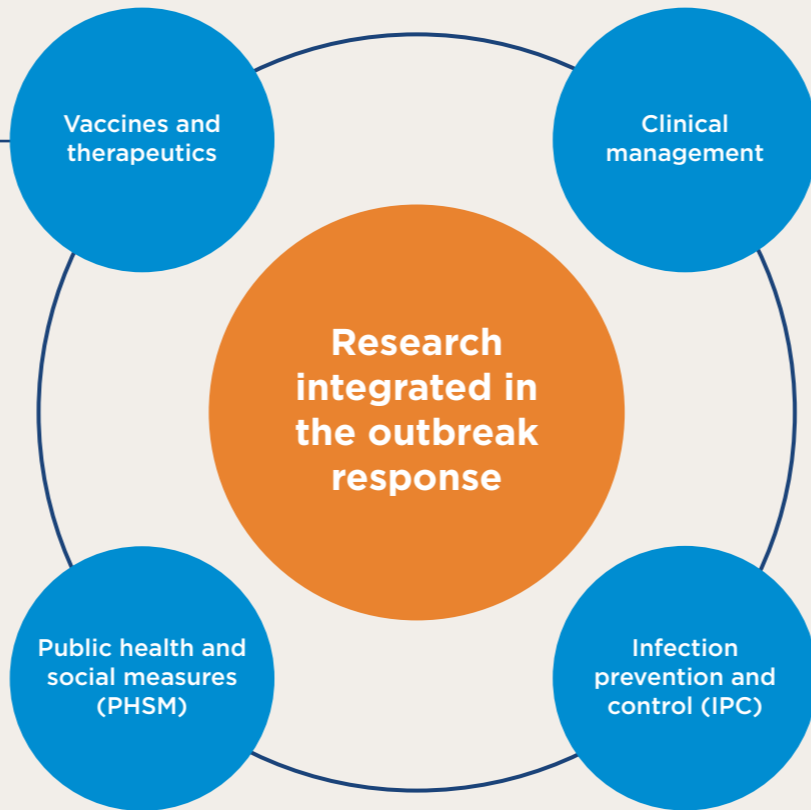 Vaccines and
therapeutics
Clinical
management
Research
integrated in
the outbreak
response
Public health and
social measures
(PHSM)
Infection
prevention and
control (IPC)